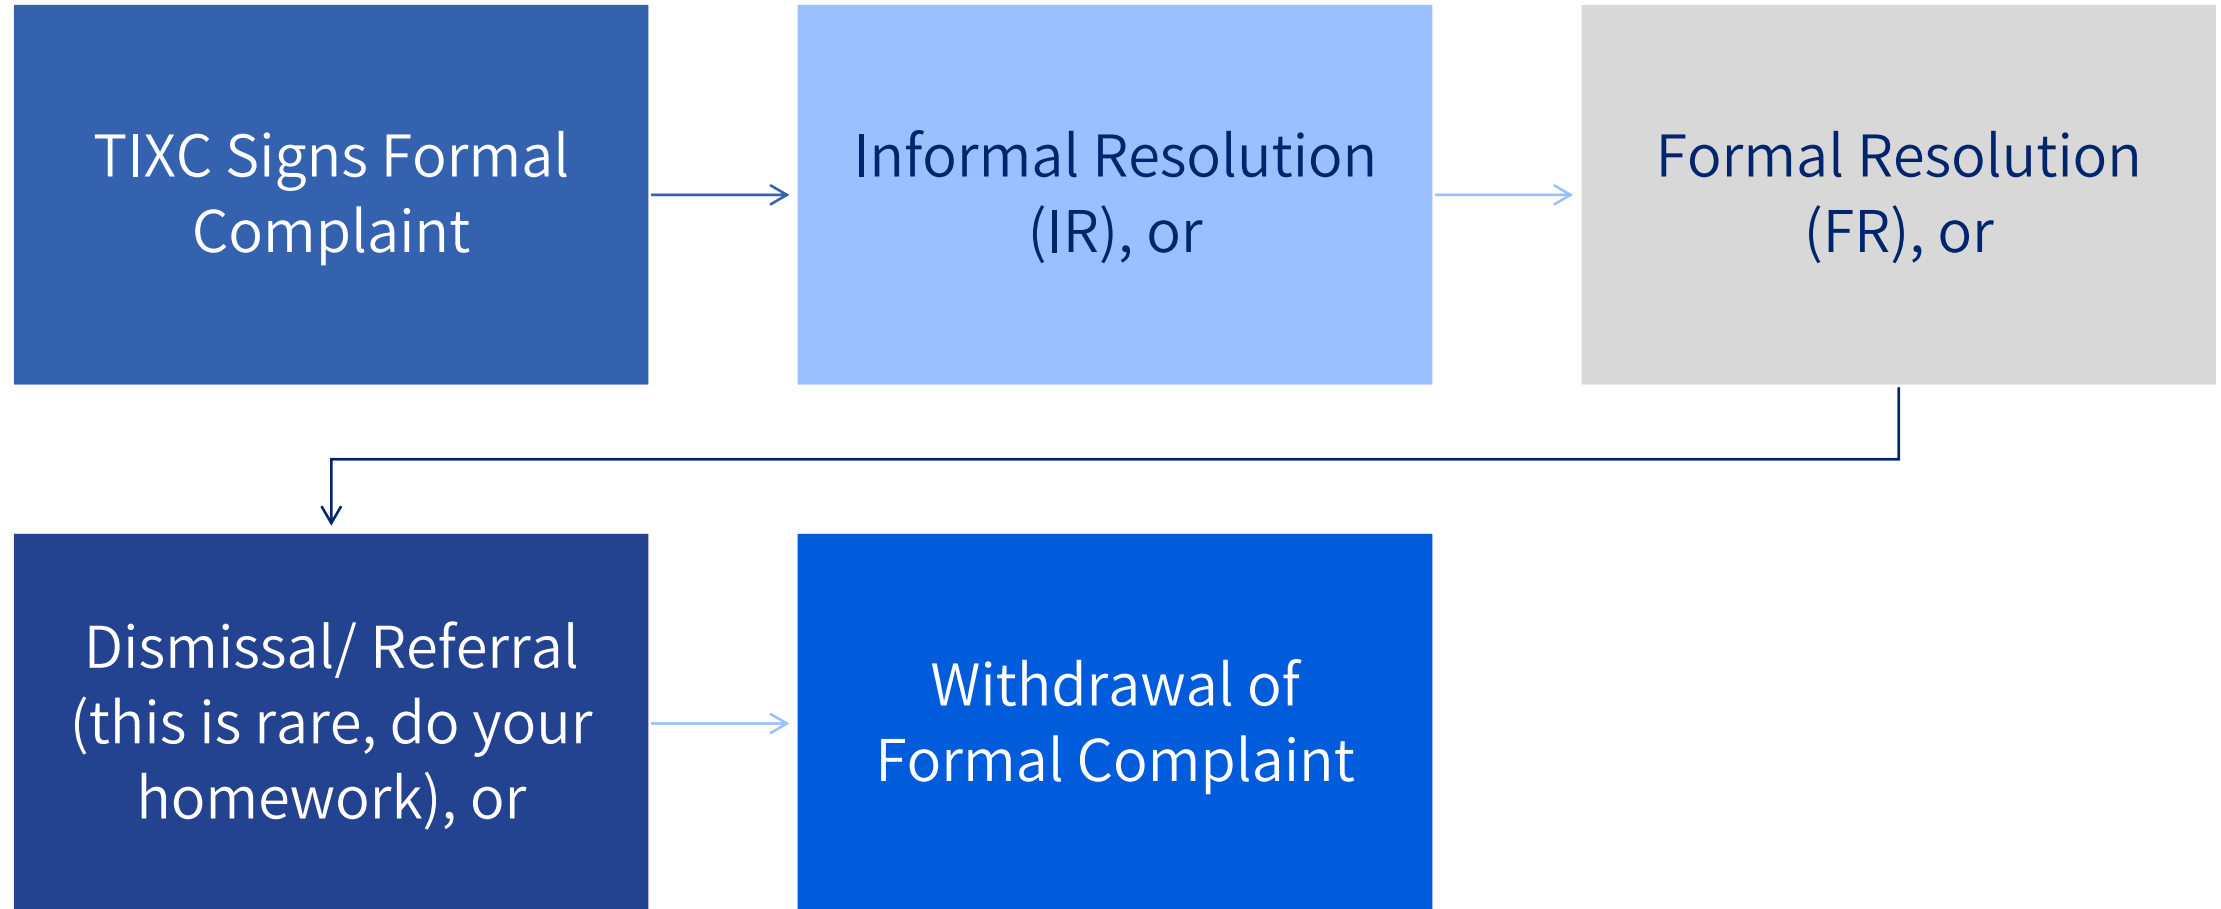 TIXC Signs Formal
Complaint
Informal Resolution
(IR), or
Formal Resolution
(FR), or
Dismissal/ Referral
(this is rare, do your
homework), or
Withdrawal of
Formal Complaint